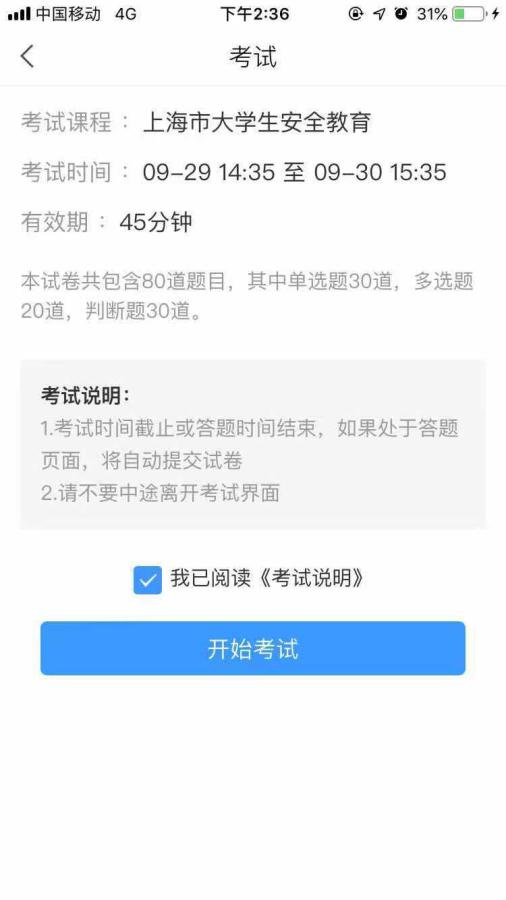 中国移动 4G 下午2:36 31%
考试
考试课程： 上海市大学生安全教育
考试时间： 09-29 14:35 至 09-30 15:35
有效期： 45分钟
本试卷共包含80道题目，其中单选题30道，多选题
20道，判断题30道。
考试说明：
1.考试时间截止或答题时间结束，如果处于答题
页面，将自动提交试卷
2.请不要中途离开考试界面
我已阅读《考试说明》
开始考试